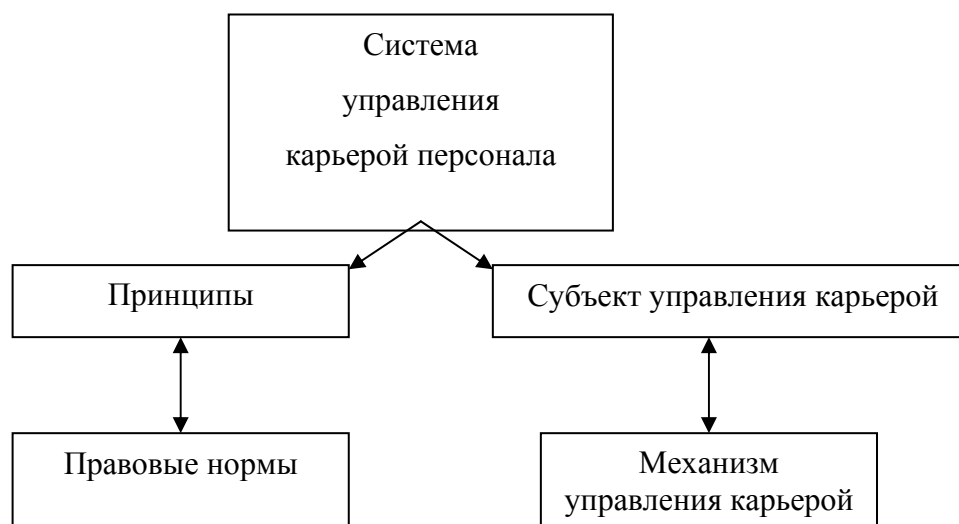 Система
управления
карьерой персонала
Принципы
Субъект управления карьерой
Правовые нормы
Механизм
управления карьерой